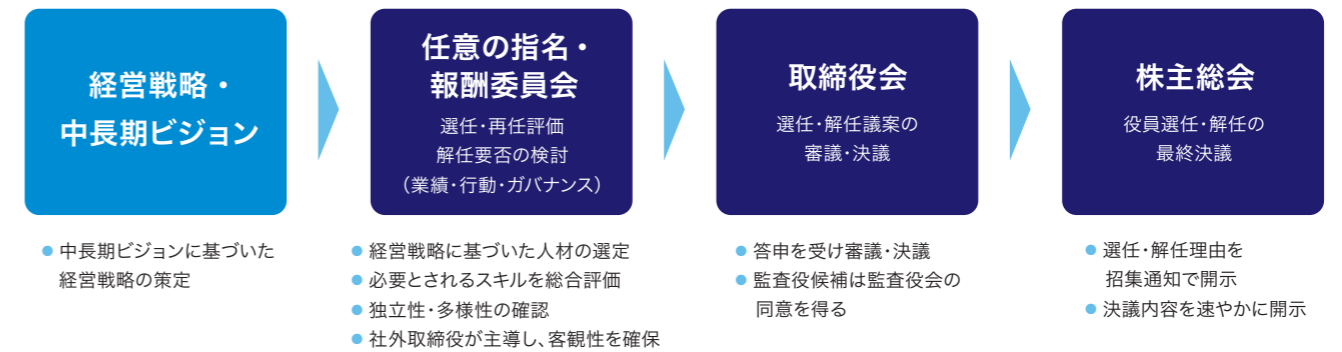 経営戦略・
中長期ビジョン
任意の指名・
報酬委員会
選任・再任評価
解任要否の検討
（業績・行動・ガバナンス）
取締役会
選任・解任議案の
審議・決議
株主総会
役員選任・解任の
最終決議
● 中長期ビジョンに基づいた
経営戦略の策定
● 経営戦略に基づいた人材の選定
● 必要とされるスキルを総合評価
● 独立性・多様性の確認
● 社外取締役が主導し、客観性を確保
● 答申を受け審議・決議
● 監査役候補は監査役会の
同意を得る
● 選任・解任理由を
招集通知で開示
● 決議内容を速やかに開示